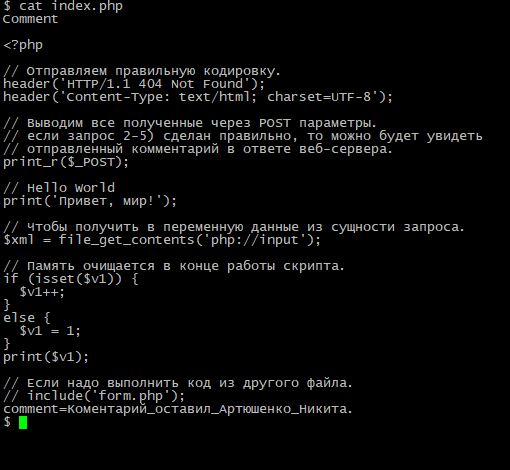 $ cat index.php
Comment
<?php
// Отправляем правильную кодировку.
header('HTTP/1.1 404 Not Found');
header('Content-Type: text/html; charset=UTF-8');
// Выводим все полученные через POST параметры.
// если запрос 2-5) сделан правильно, то можно будет увидеть
// отправленный комментарий в ответе веб-сервера.
print_r($_POST);
// Hello World
print('Привет, мир!');
// Чтобы получить в переменную данные из сущности запроса.
$xml = file_get_contents('php://input');
// Память очищается в конце работы скрипта.
if (isset($v1)) {
  $v1++;
}
else {
  $v1 = 1;
}
print($v1);
// Если надо выполнить код из другого файла.
// include('form.php');
comment=Коментарий_оставил_Артюшенко_Никита.
$